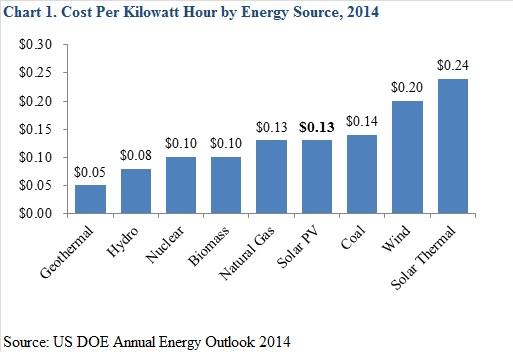 Chart 1. Cost Per Kilowatt Hour by Energy Source, 2014
$0.30
$0.25
$0.20
$0.15
$0.10
$0.05
$0.00
$0.05
$0.08
$0.10
$0.10
$0.13
$0.13
$0.14
$0.20
$0.24
Geothermal
Hydro
Nuclear
Biomass
Natural Gas
Solar PV
Coal
Wind
Solar Thermal
Source: US DOE Annual Energy Outlook 2014